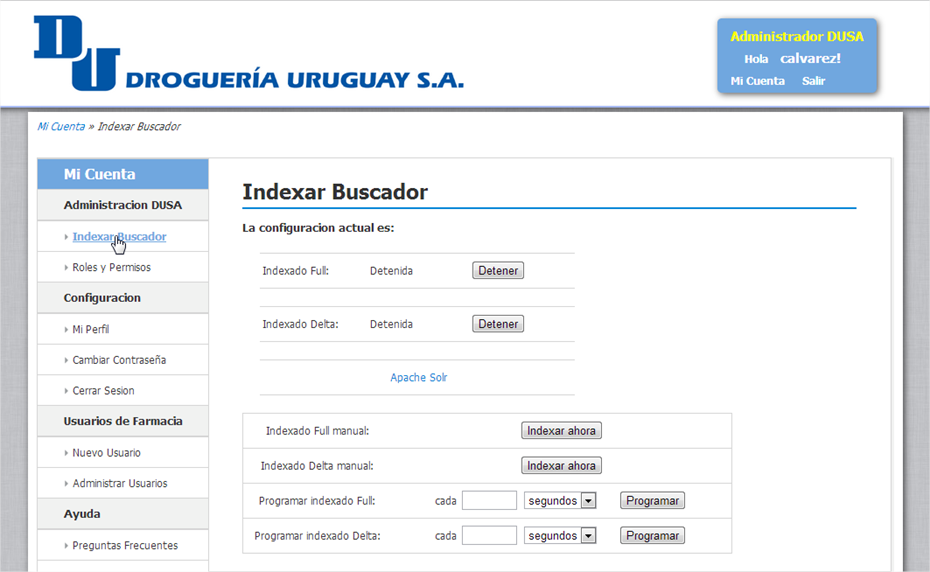 DU DROGUERÍA URUGUAY S.A.
Administrador DUSA
Hola calvarez!
Mi Cuenta Salir
Mi Cuenta » Indexar Buscador
Mi Cuenta
Administracion DUSA
Indexar Buscador
Roles y Permisos
Configuracion
Mi Perfil
Cambiar Contraseña
Cerrar Sesion
Usuarios de Farmacia
Nuevo Usuario
Administrar Usuarios
Ayuda
Preguntas Frecuentes
Indexar Buscador
La configuracion actual es:
Indexado Full: Detenida Detener
Indexado Delta: Detenida Detener
Apache Solr
Indexado Full manual: Indexar ahora
Indexado Delta manual: Indexar ahora
Programar indexado Full: cada segundos Programar
Programar indexado Delta: cada segundos Programar